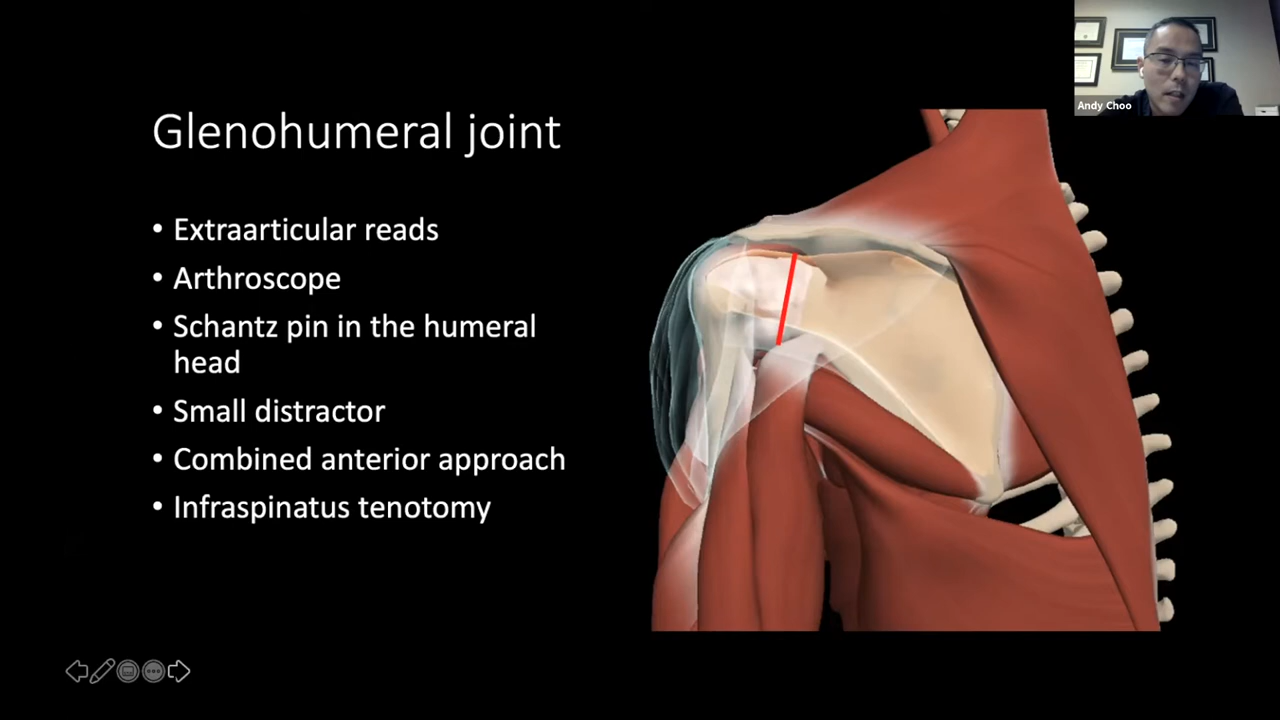 Andy Choo
Glenohumeral joint
• Extraarticular reads
• Arthroscope
• Schantz pin in the humeral
head
• Small distractor
• Combined anterior approach
• Infraspinatus tenotomy